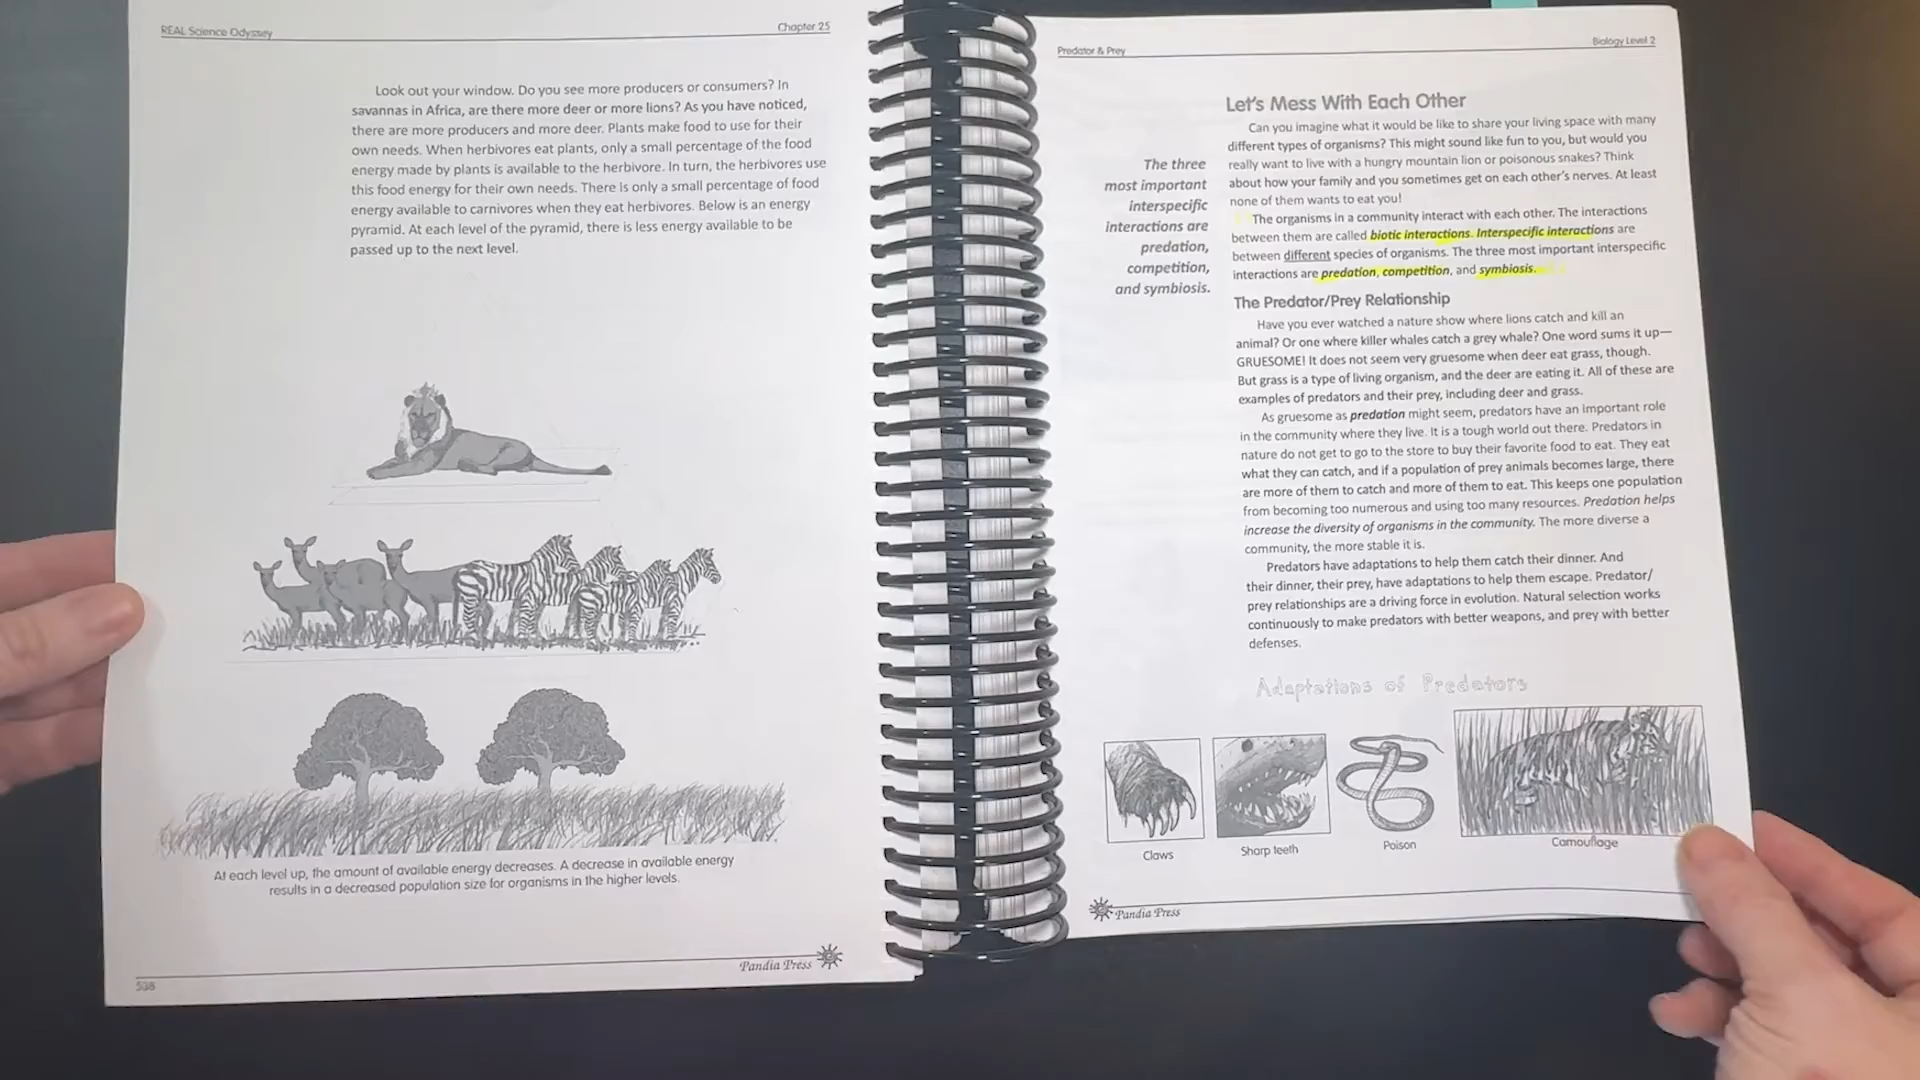 REAL Science Odyssey
Chapter 25
Look out your window. Do you see more producers or consumers? In
savannas in Africa, are there more deer or more lions? As you have noticed,
there are more producers and more deer. Plants make food to use for their
own needs. When herbivores eat plants, only a small percentage of the food
energy made by plants is available to the herbivore. In turn, the herbivores use
this food energy for their own needs. There is only a small percentage of food
energy available to carnivores when they eat herbivores. Below is an energy
pyramid. At each level of the pyramid, there is less energy available to be
passed up to the next level.
At each level up, the amount of available energy decreases. A decrease in available energy
results in a decreased population size for organisms in the higher levels.
Pandia Press
538
Predator & Prey
Biology Level 2
The three
most important
interspecific
interactions are
predation,
competition,
and symbiosis.
Let's Mess With Each Other
Can you imagine what it would be like to share your living space with many
different types of organisms? This might sound like fun to you, but would you
really want to live with a hungry mountain lion or poisonous snakes? Think
about how your family and you sometimes get on each other's nerves. At least
none of them wants to eat you!
The organisms in a community interact with each other. The interactions
between them are called biotic interactions. Interspecific interactions are
between different species of organisms. The three most important interspecific
interactions are predation, competition, and symbiosis.
The Predator/Prey Relationship
Have you ever watched a nature show where lions catch and kill an
animal? Or one where killer whales catch a grey whale? One word sums it up—
GRUESOME! It does not seem very gruesome when deer eat grass, though.
But grass is a type of living organism, and the deer are eating it. All of these are
examples of predators and their prey, including deer and grass.
As gruesome as predation might seem, predators have an important role
in the community where they live. It is a tough world out there. Predators in
nature do not get to go to the store to buy their favorite food to eat. They eat
what they can catch, and if a population of prey animals becomes large, there
are more of them to catch and more of them to eat. This keeps one population
from becoming too numerous and using too many resources. Predation helps
increase the diversity of organisms in the community. The more diverse a
community, the more stable it is.
Predators have adaptations to help them catch their dinner. And
their dinner, their prey, have adaptations to help them escape. Predator/
prey relationships are a driving force in evolution. Natural selection works
continuously to make predators with better weapons, and prey with better
defenses.
Adaptations of Predators
Claws
Sharp teeth
Poison
Camouflage
Pandia Press